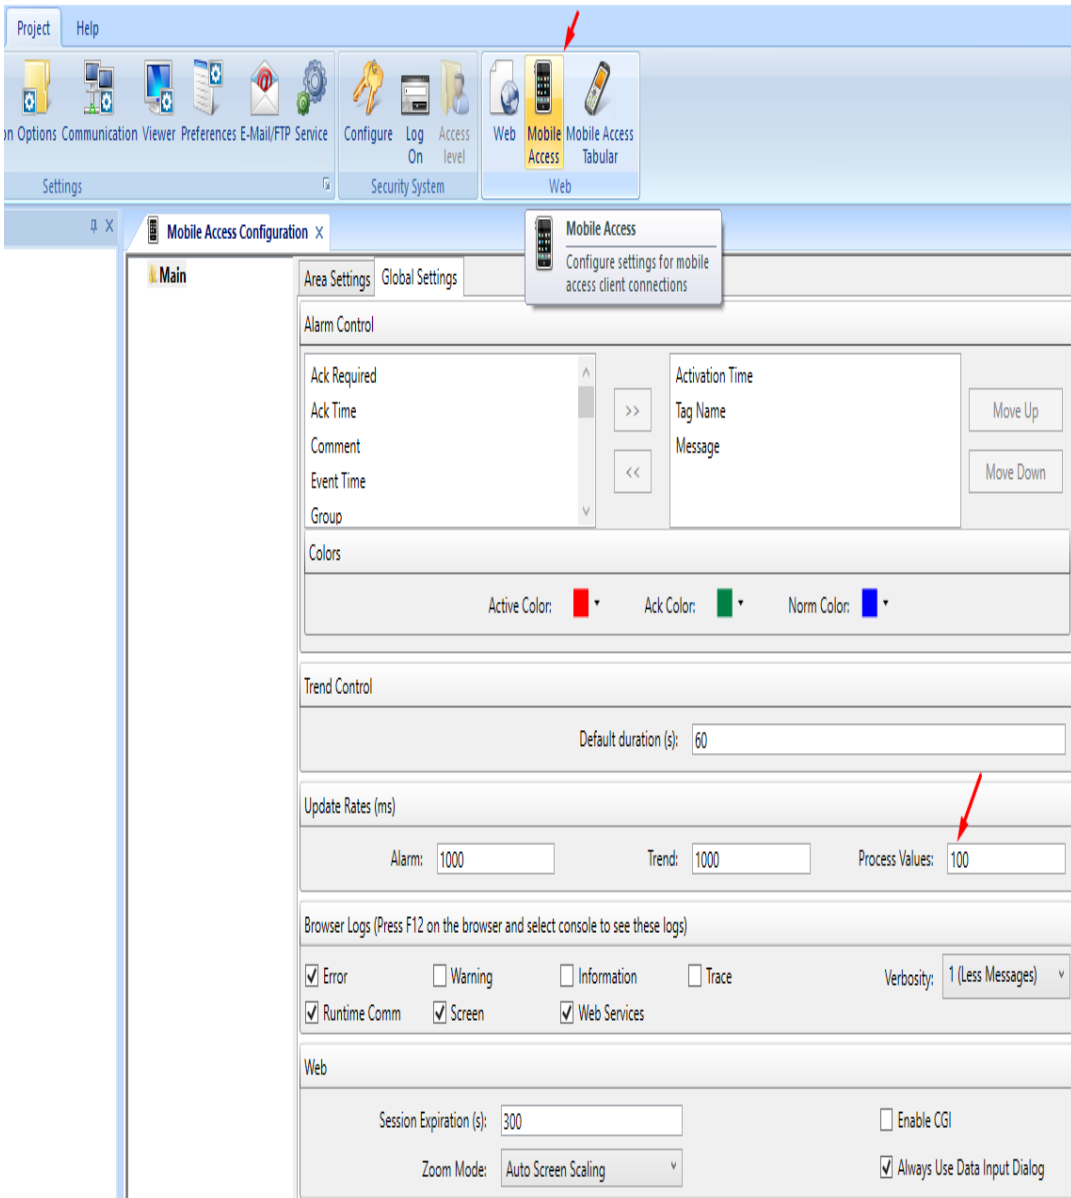 Project Help
on Options Communication Viewer Preferences E-Mail/FTP Service Configure Log On Access level Web Mobile Access Mobile Access Tabular
Settings Security System Web
Mobile Access Configuration X
Mobile Access
Configure settings for mobile
access client connections
Main
Area Settings Global Settings
Alarm Control
Ack Required
Ack Time
Comment
Event Time
Group
>>
<<
Activation Time
Tag Name
Message
Move Up
Move Down
Colors
Active Color: Ack Color: Norm Color:
Trend Control
Default duration (s): 60
Update Rates (ms)
Alarm: 1000 Trend: 1000 Process Values: 100
Browser Logs (Press F12 on the browser and select console to see these logs)
Error Warning Information Trace Verbosity: 1 (Less Messages)
Runtime Comm Screen Web Services
Web
Session Expiration (s): 300 Enable CGI
Zoom Mode: Auto Screen Scaling Always Use Data Input Dialog